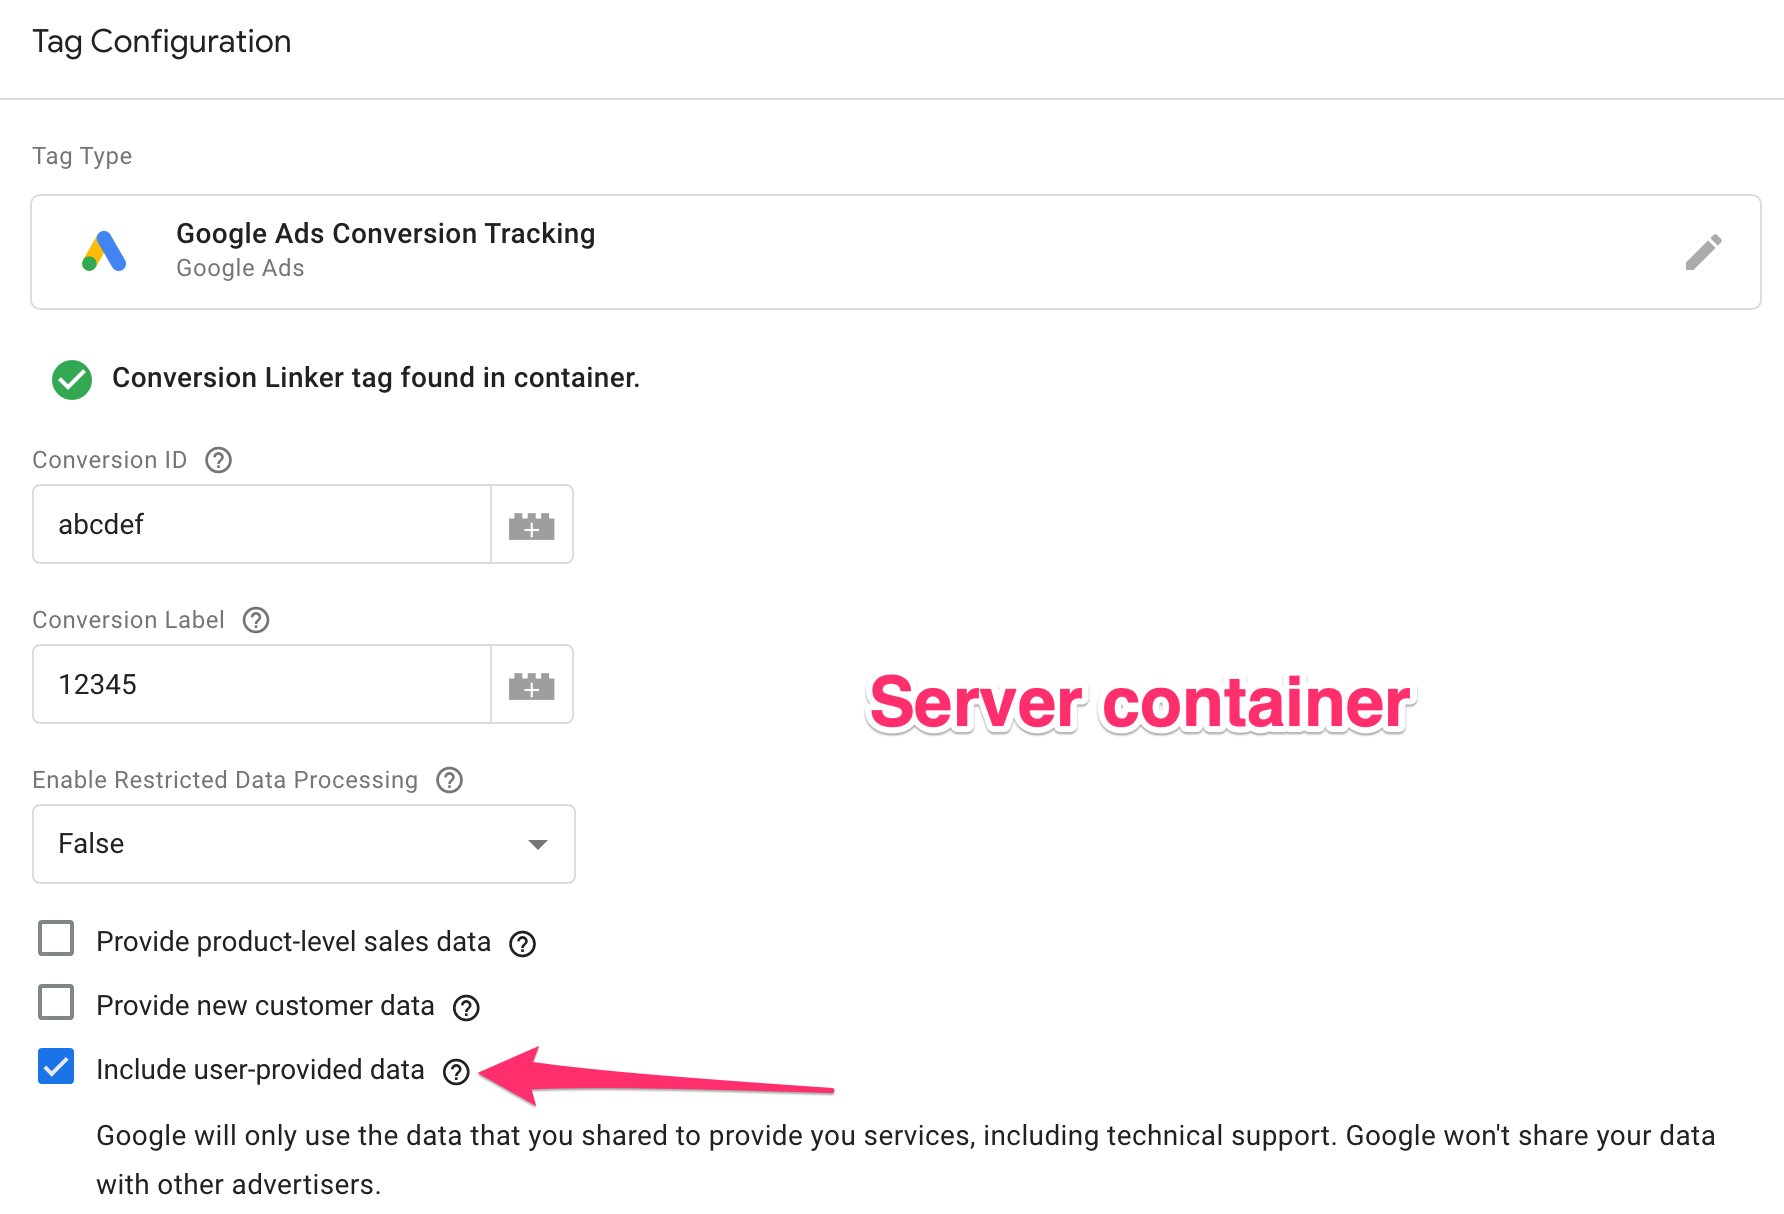 Tag Configuration
Tag Type
Google Ads Conversion Tracking
Google Ads
Conversion Linker tag found in container.
Conversion ID
abcdef
Conversion Label
12345
Server container
Enable Restricted Data Processing
False
Provide product-level sales data
Provide new customer data
Include user-provided data
Google will only use the data that you shared to provide you services, including technical support. Google won't share your data
with other advertisers.